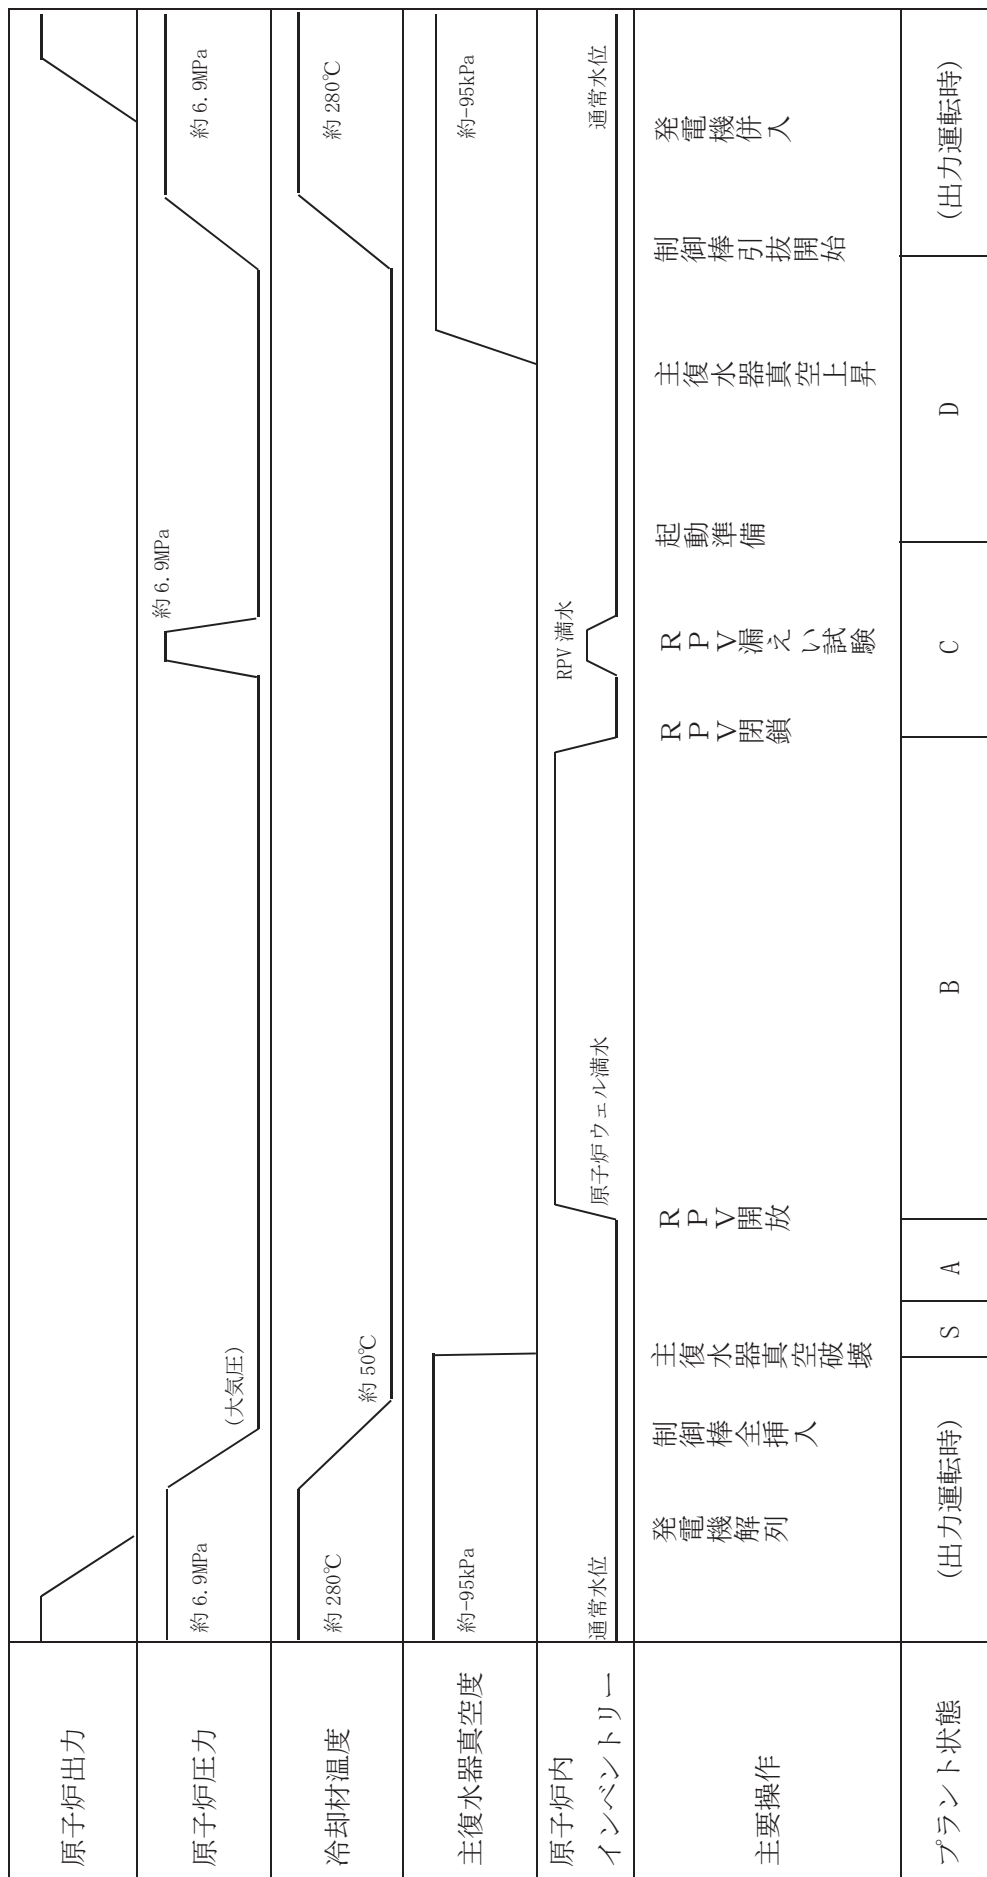 原子炉出力
原子炉圧力
約 6.9MPa
(大気圧)
約 6.9MPa
約 6.9MPa
冷却材温度
約 280℃
約 50℃
約 280℃
主復水器真空度
約-95kPa
約-95kPa
原子炉内
インベントリー
通常水位
原子炉ウェル満水
RPV 満水
通常水位
主要操作
発電機解列
制御棒全挿入
主復水器真空破壊
RPV開放
RPV閉鎖
RPV漏えい試験
起動準備
主復水器真空上昇
制御棒引抜開始
発電機併入
プラント状態
(出力運転時)
S
A
B
C
D
(出力運転時)